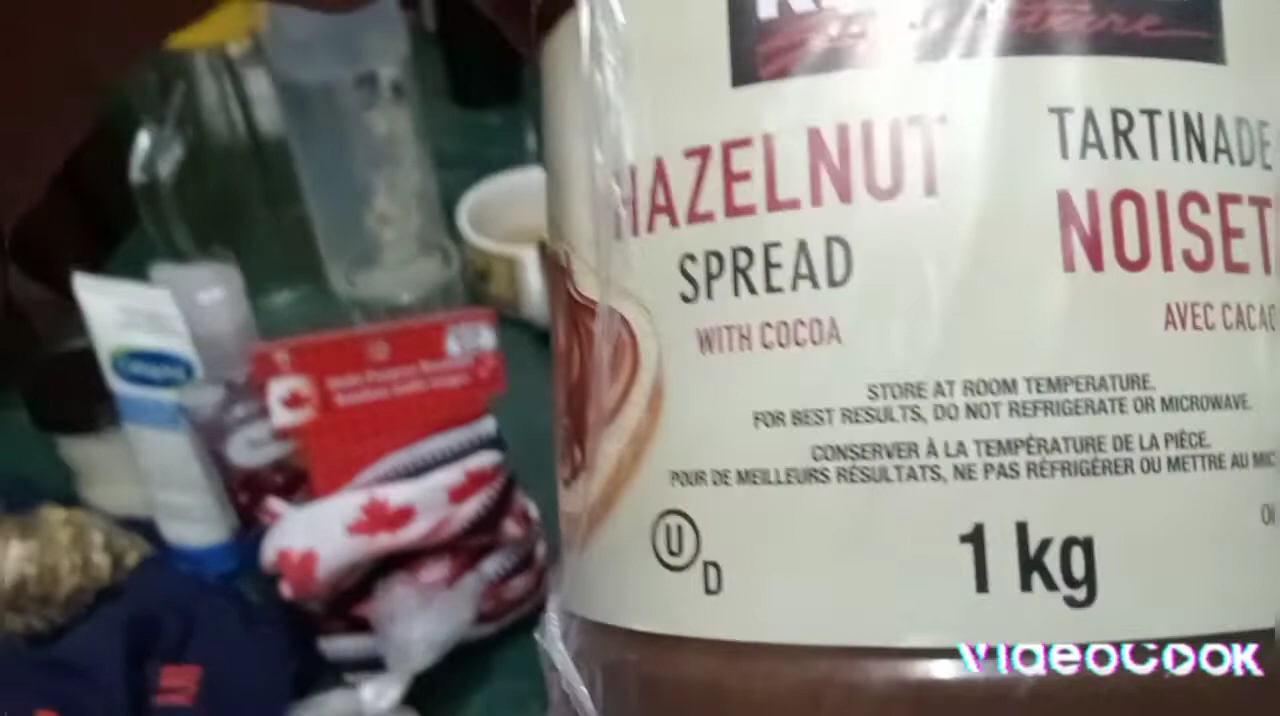 HAZELNUT
SPREAD
WITH COCOA
TARTINADE
NOISET
AVEC CACAO
STORE AT ROOM TEMPERATURE.
FOR BEST RESULTS, DO NOT REFRIGERATE OR MICROWAVE.
CONSERVER À LA TEMPÉRATURE DE LA PIÈCE.
POUR DE MEILLEURS RÉSULTATS, NE PAS RÉFRIGÉRER OU METTRE AU MIC
U
D
1 kg
VIDEOCOOK